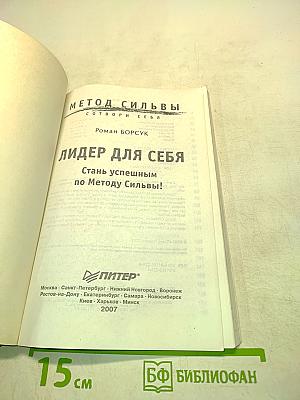 МЕТОД СИЛЬВЫ
СОТВОРИ СЕБЯ
Роман БОРСУК
ЛИДЕР ДЛЯ СЕБЯ
Стань успешным
по Методу Сильвы!
ПИТЕР®
Москва · Санкт-Петербург · Нижний Новгород · Воронеж
Ростов-на-Дону · Екатеринбург · Самара · Новосибирск
Киев · Харьков · Минск
2007
15 см
БФ БИБЛИОФАН